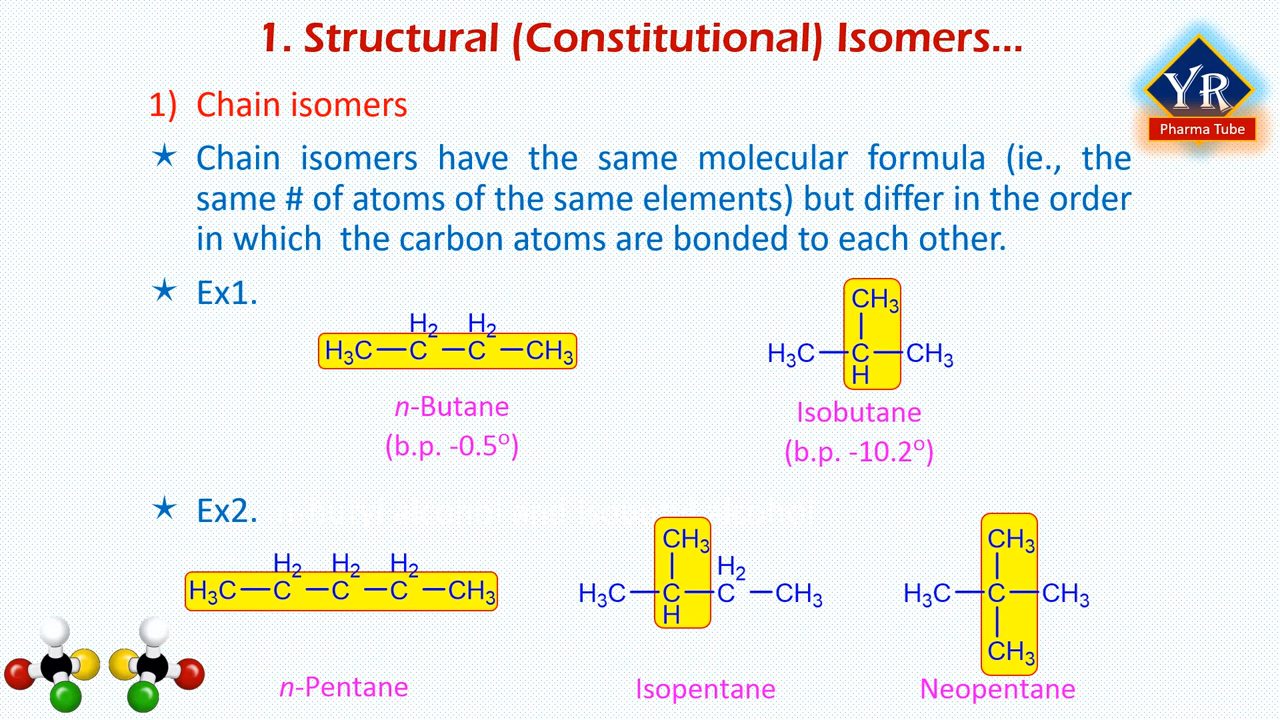 1. Structural (Constitutional) Isomers...
YR
Pharma Tube
1) Chain isomers
★ Chain isomers have the same molecular formula (ie., the
same # of atoms of the same elements) but differ in the order
in which the carbon atoms are bonded to each other.
★ Ex1.
H₂ H₂
H₃C—C—C—CH₃
n-Butane
(b.p. -0.5°)
CH₃
H₃C—C—CH₃
H
Isobutane
(b.p. -10.2°)
★ Ex2.
H₂ H₂ H₂
H₃C—C—C—C—CH₃
n-Pentane
CH₃
H₂
H₃C—C—C—CH₃
H
Isopentane
CH₃
H₃C—C—CH₃
CH₃
Neopentane